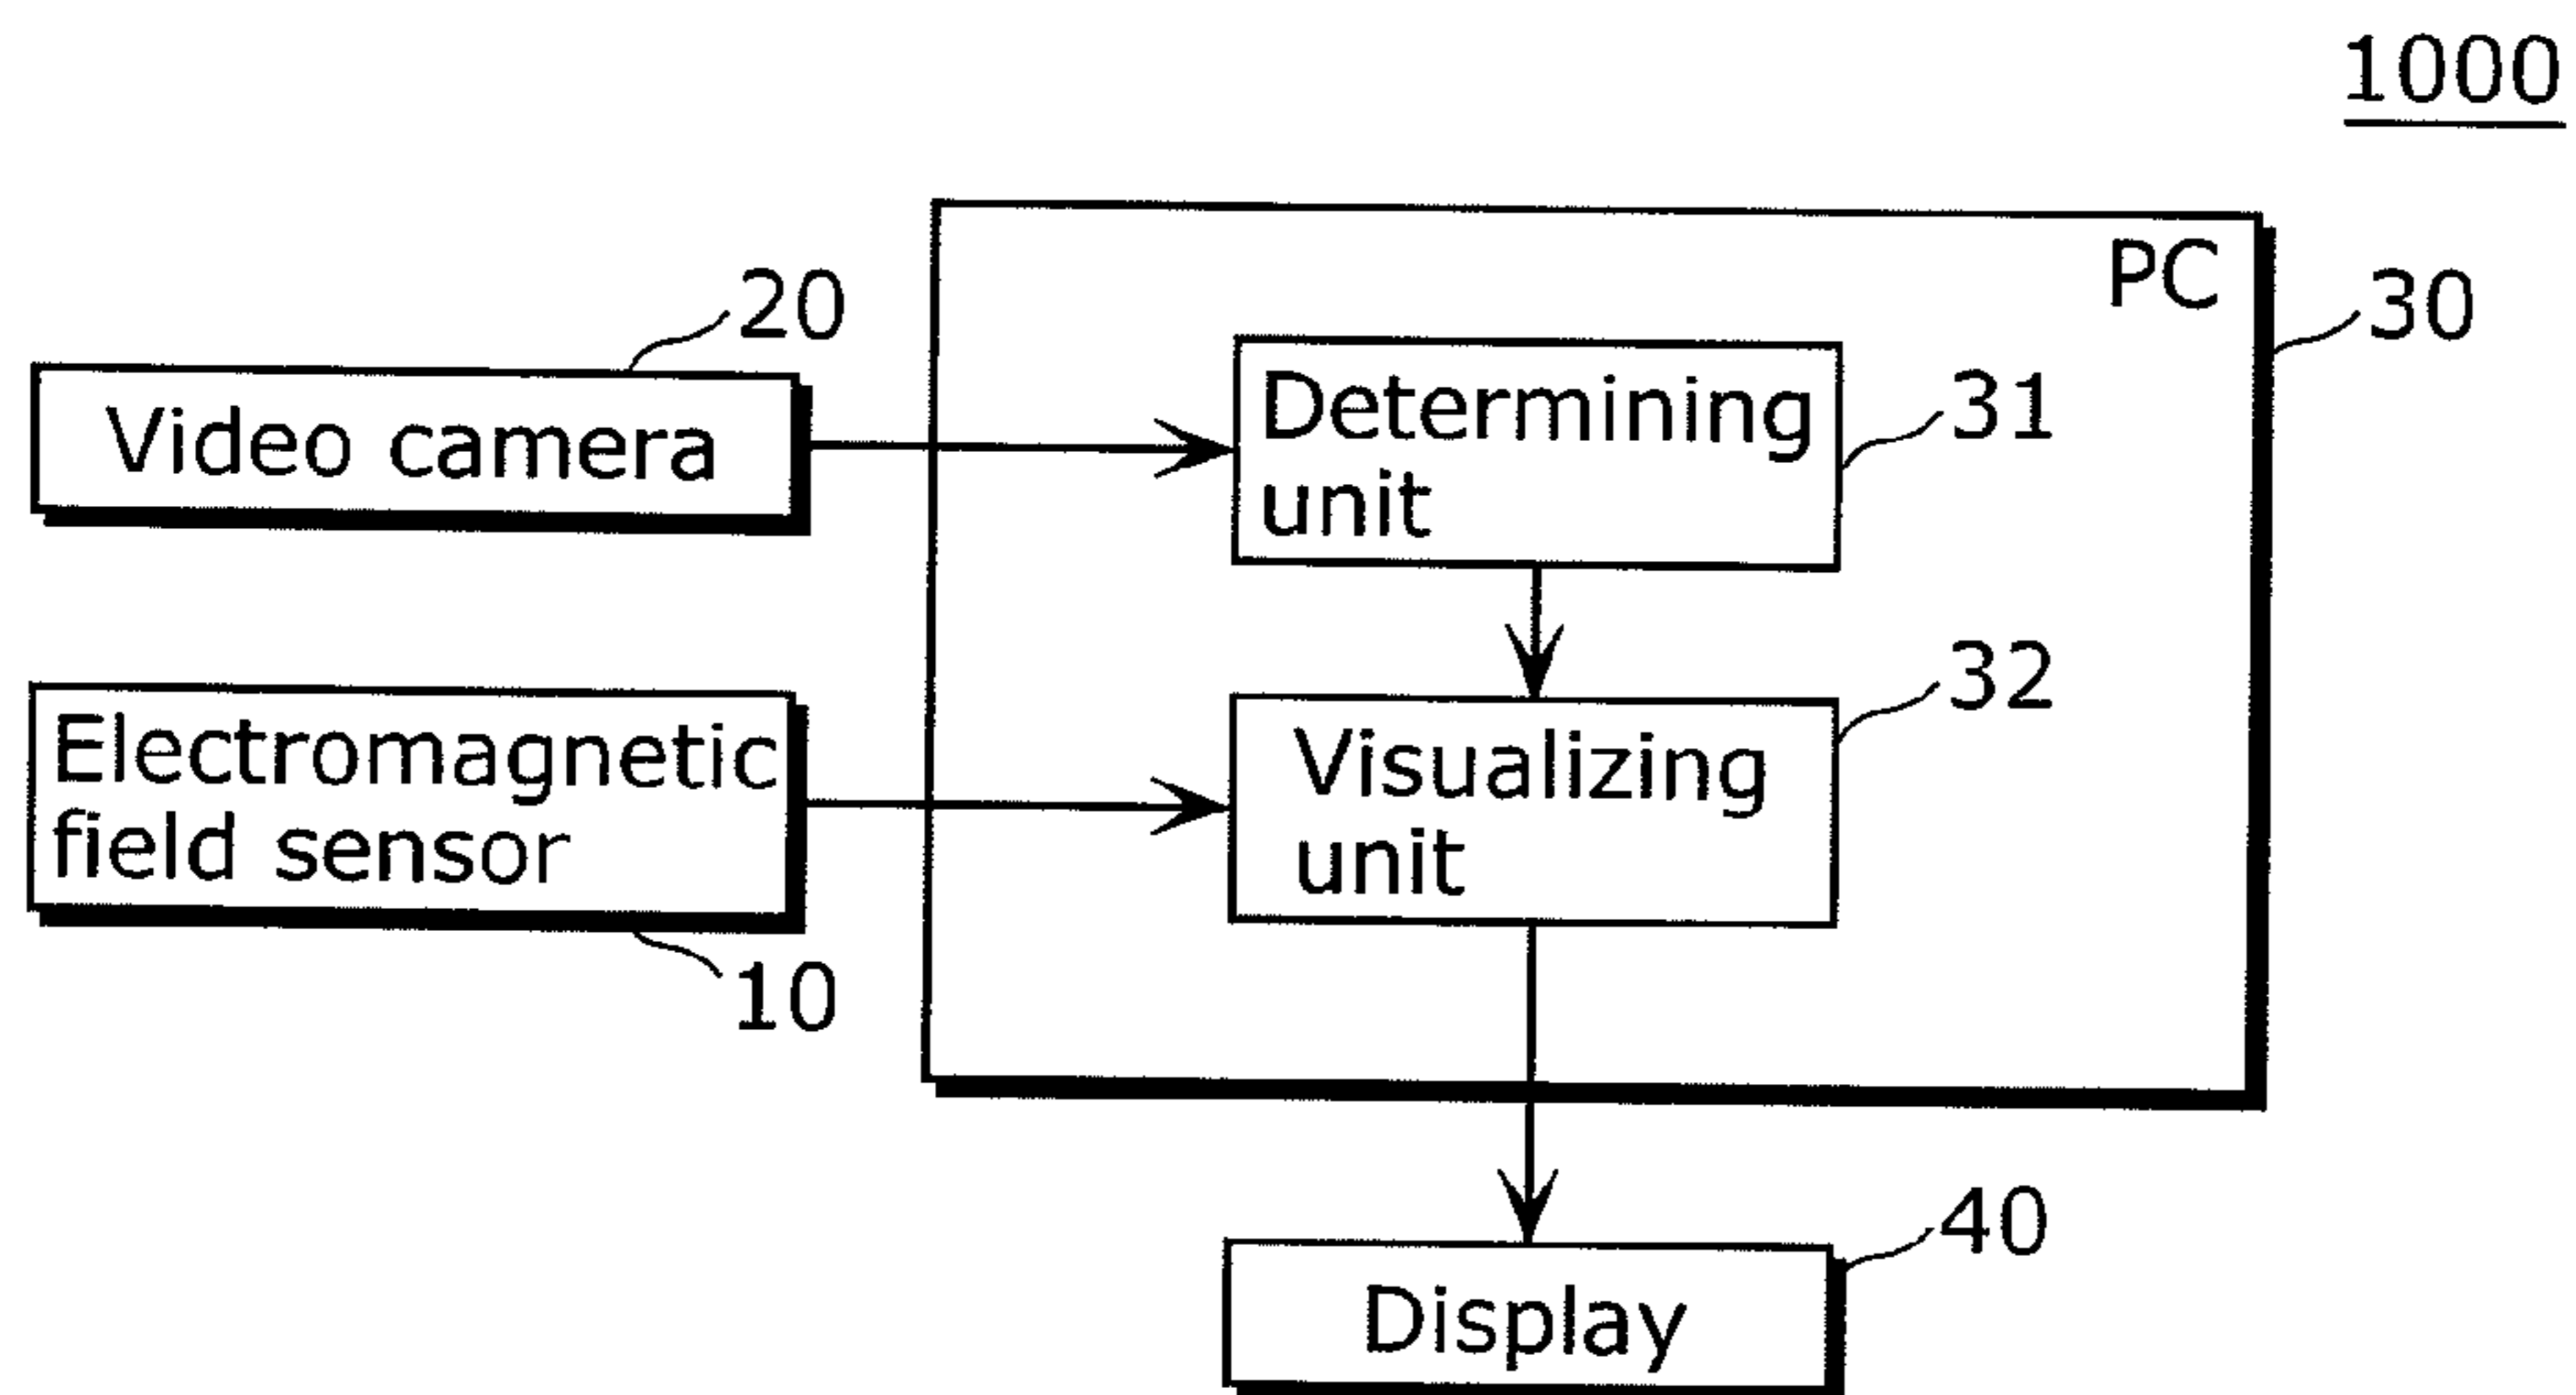 1000
PC
20
30
Video camera
Determining
unit
31
Electromagnetic
field sensor
10
Visualizing
unit
32
Display
40